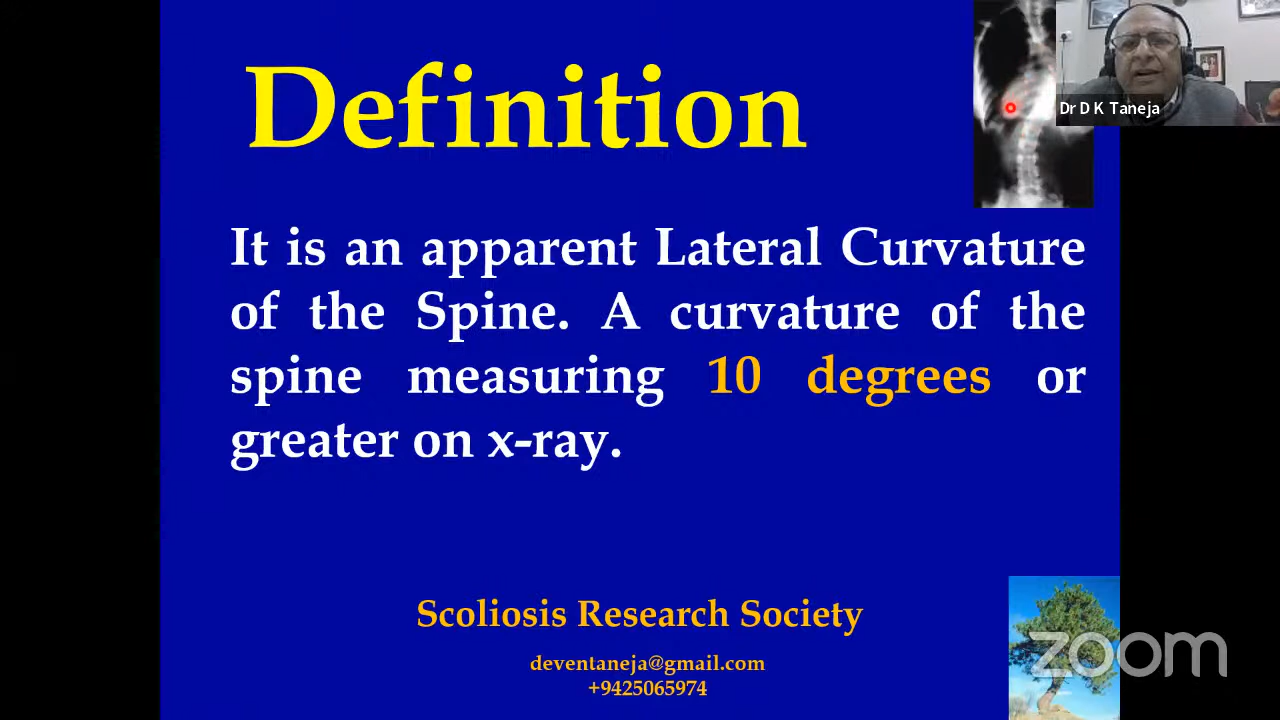 Definition
Dr D K Taneja
It is an apparent Lateral Curvature
of the Spine. A curvature of the
spine measuring 10 degrees or
greater on x-ray.
Scoliosis Research Society
deventaneja@gmail.com
+9425065974
zoom